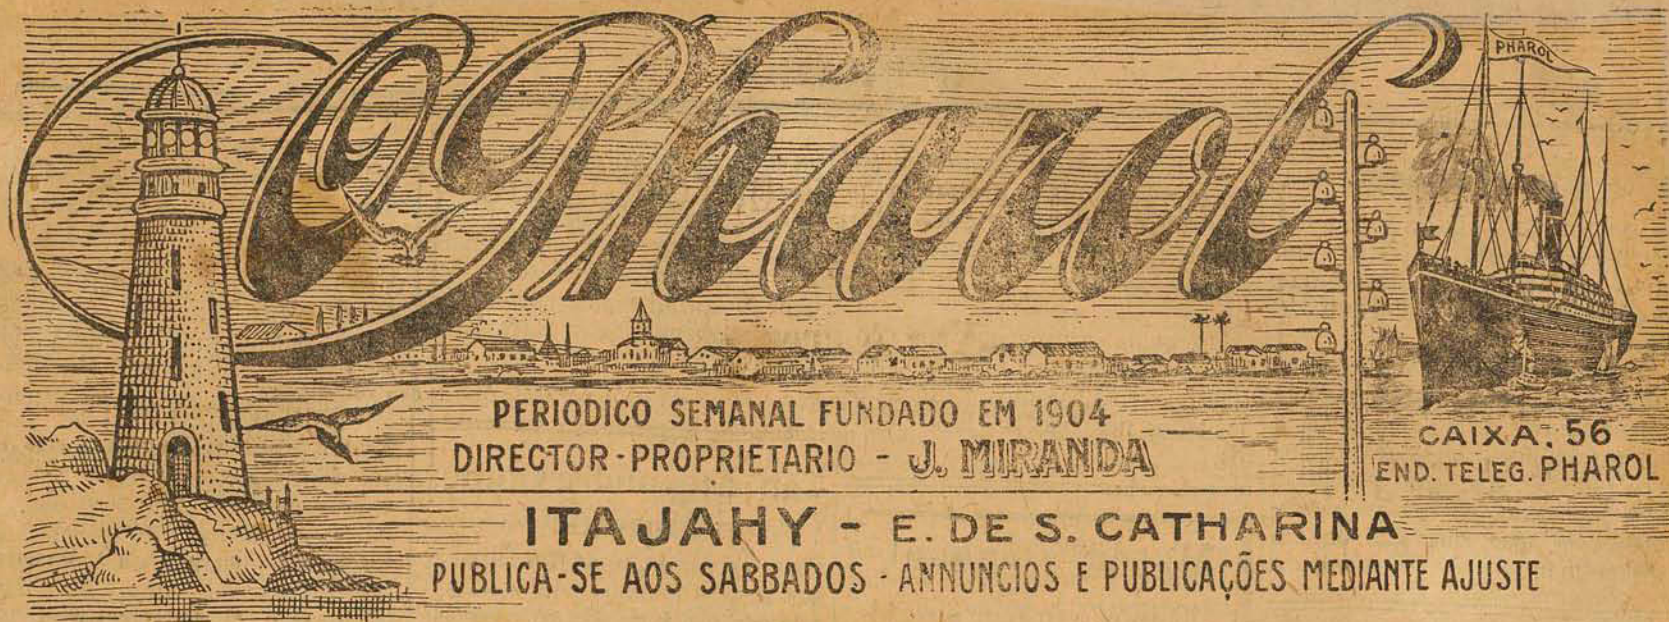 O Pharol
PHAROL
PERIODICO SEMANAL FUNDADO EM 1904
DIRECTOR-PROPRIETARIO - J. MIRANDA
CAIXA, 56
END. TELEG. PHAROL
ITAJAHY - E. DE S. CATHARINA
PUBLICA-SE AOS SABBADOS - ANNUNCIOS E PUBLICAÇÕES MEDIANTE AJUSTE